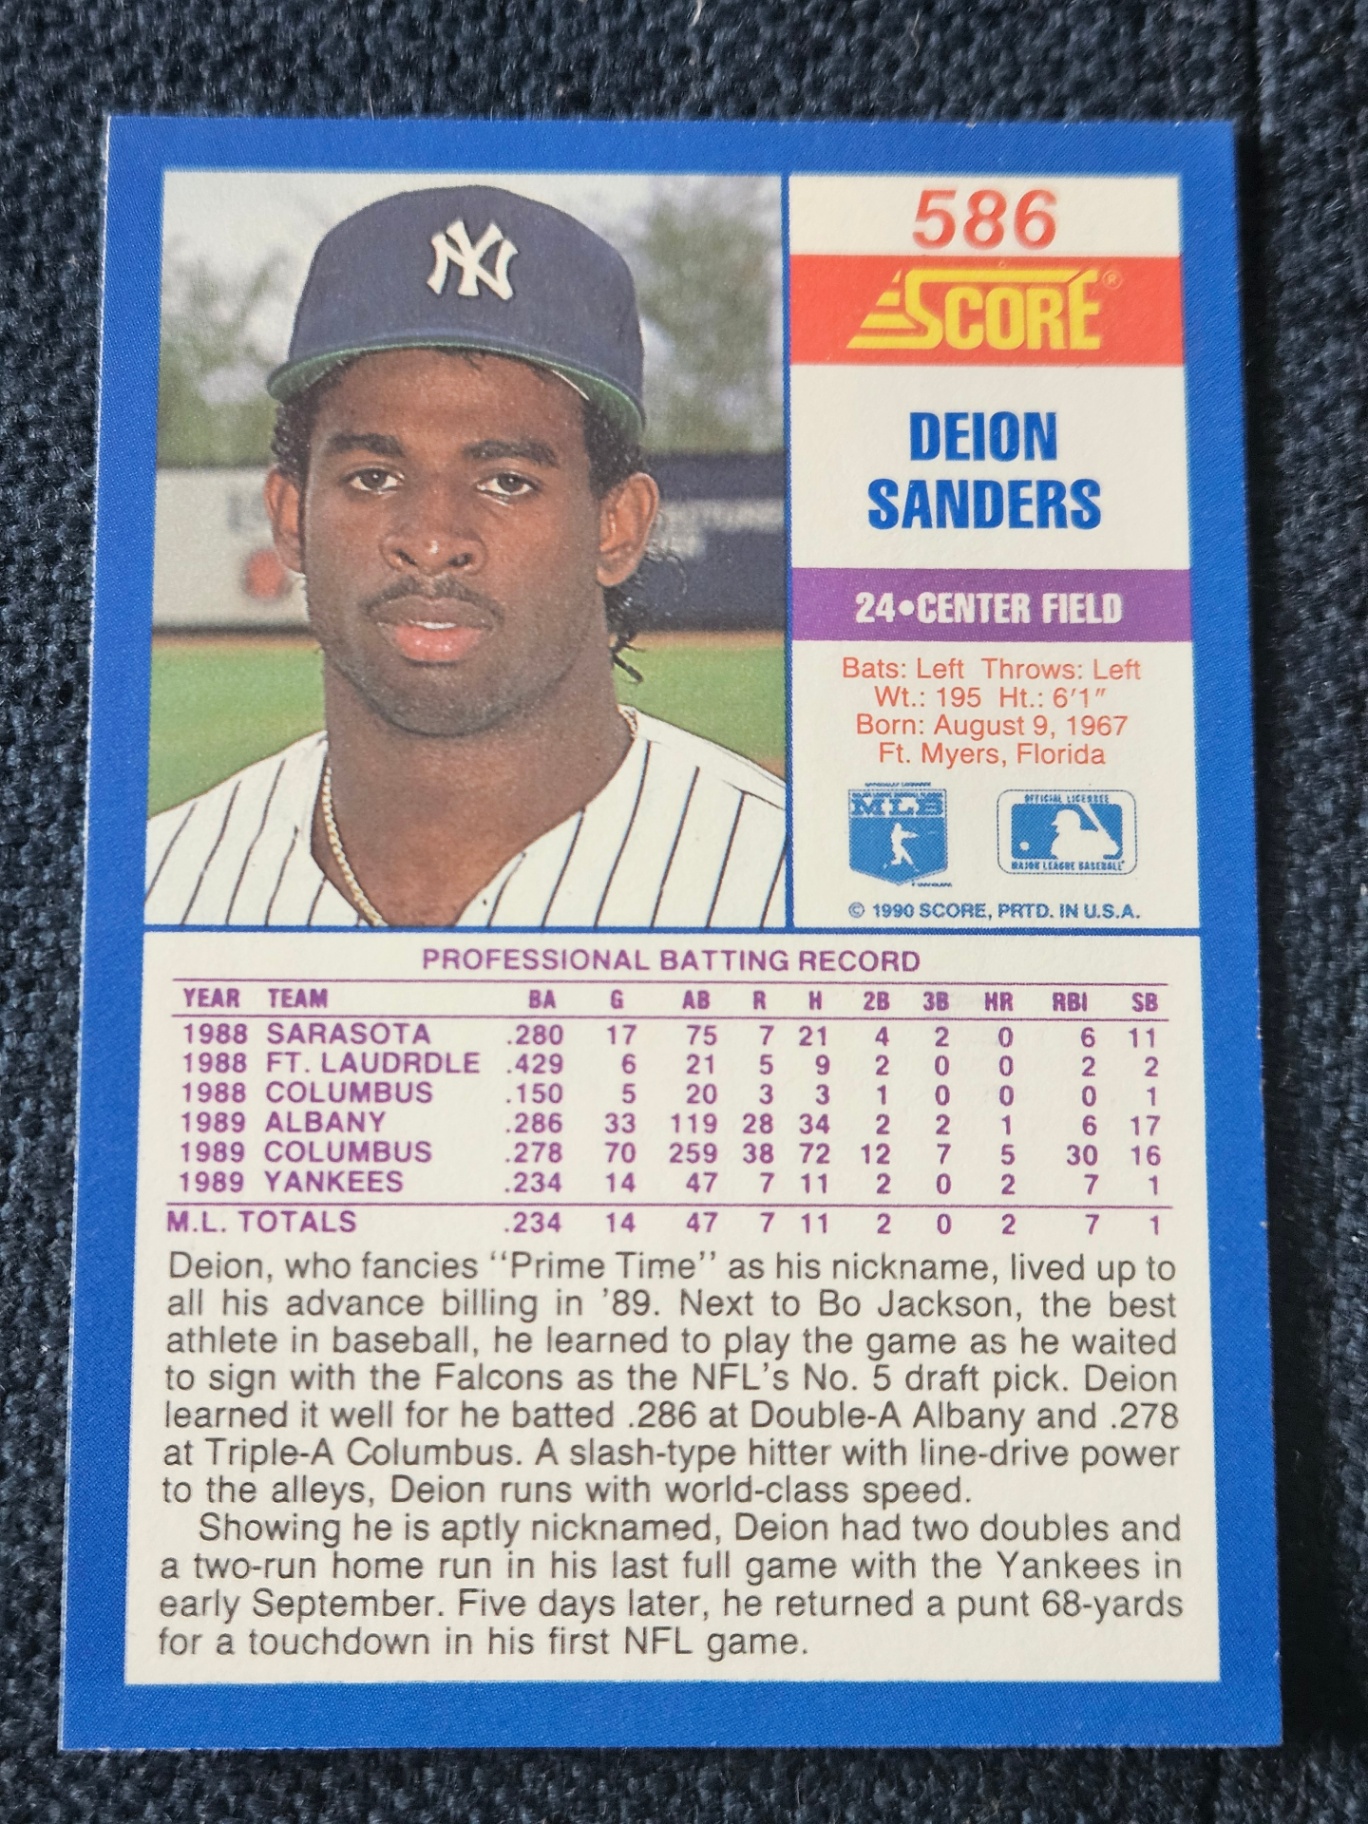 586
SCORE®
DEION
SANDERS
24•CENTER FIELD
Bats: Left Throws: Left
Wt.: 195 Ht.: 6'1"
Born: August 9, 1967
Ft. Myers, Florida
MLB
OFFICIAL LICENSEE
MAJOR LEAGUE BASEBALL
© 1990 SCORE, PRTD. IN U.S.A.
NY
PROFESSIONAL BATTING RECORD
YEAR TEAM BA G AB R H 2B 3B HR RBI SB
1988 SARASOTA .280 17 75 7 21 4 2 0 6 11
1988 FT. LAUDRDLE .429 6 21 5 9 2 0 0 2 2
1988 COLUMBUS .150 5 20 3 3 1 0 0 0 1
1989 ALBANY .286 33 119 28 34 2 2 1 6 17
1989 COLUMBUS .278 70 259 38 72 12 7 5 30 16
1989 YANKEES .234 14 47 7 11 2 0 2 7 1
M.L. TOTALS .234 14 47 7 11 2 0 2 7 1
Deion, who fancies "Prime Time" as his nickname, lived up to
all his advance billing in '89. Next to Bo Jackson, the best
athlete in baseball, he learned to play the game as he waited
to sign with the Falcons as the NFL's No. 5 draft pick. Deion
learned it well for he batted .286 at Double-A Albany and .278
at Triple-A Columbus. A slash-type hitter with line-drive power
to the alleys, Deion runs with world-class speed.
Showing he is aptly nicknamed, Deion had two doubles and
a two-run home run in his last full game with the Yankees in
early September. Five days later, he returned a punt 68-yards
for a touchdown in his first NFL game.